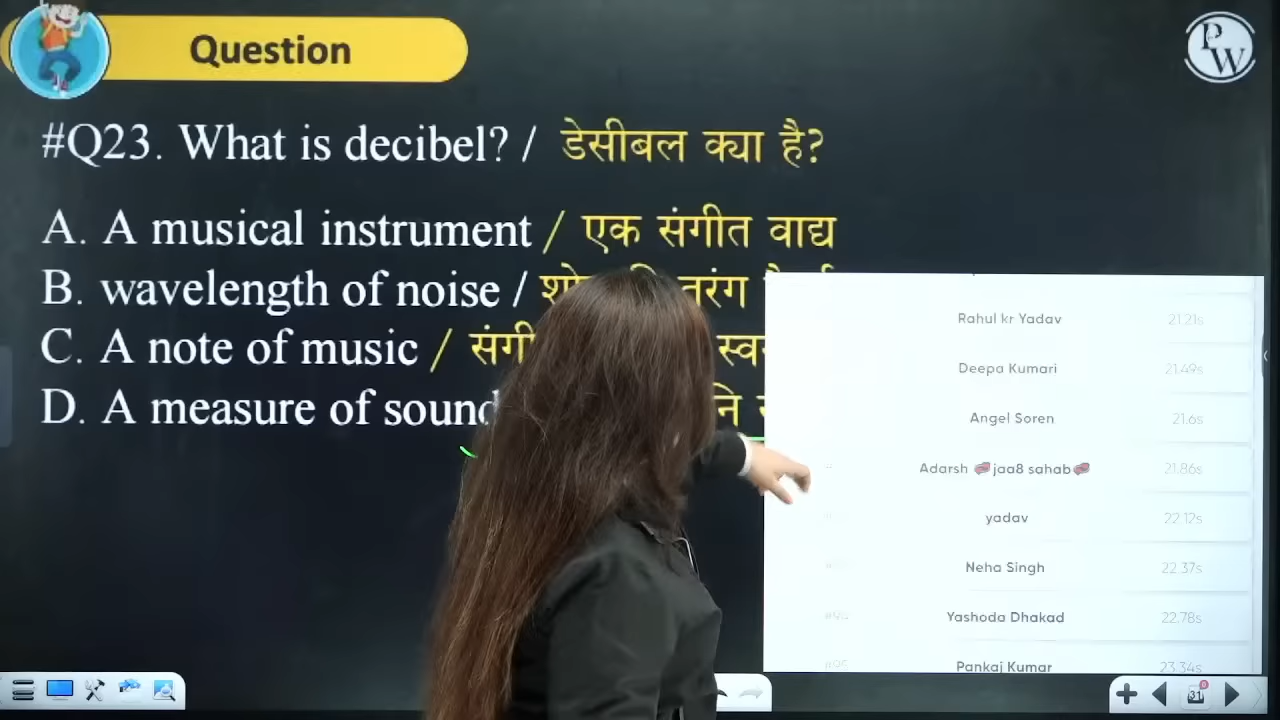 Question
PW
#Q23. What is decibel? / डेसीबल क्या है?
A. A musical instrument / एक संगीत वाद्य
B. wavelength of noise / तरंग
C. A note of music /
D. A measure of sound
Rahul kr Yadav 21.21s
Deepa Kumari 21.49s
Angel Soren 21.6s
Adarsh jaa8 sahab 21.86s
yadav 22.12s
Neha Singh 22.37s
Yashoda Dhakad 22.78s
Pankaj Kumar 23.34s
31